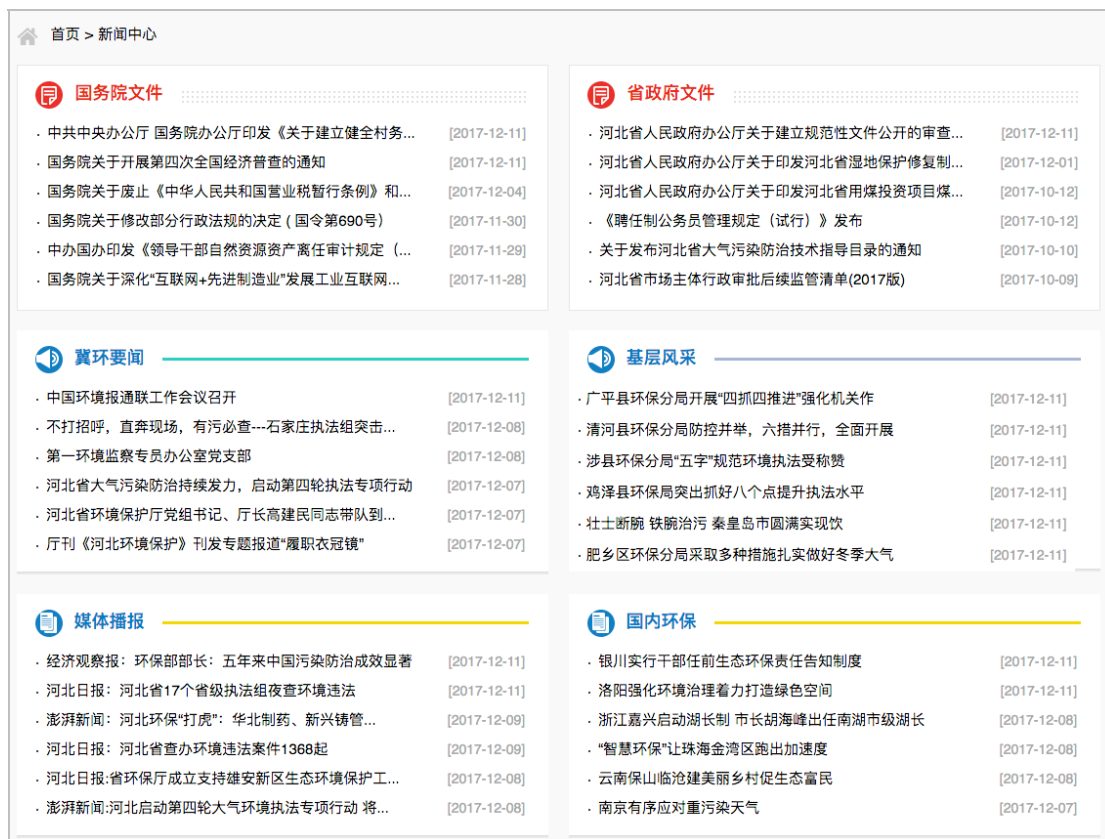 首页 > 新闻中心
国务院文件
· 中共中央办公厅 国务院办公厅印发《关于建立健全村务... [2017-12-11]
· 国务院关于开展第四次全国经济普查的通知 [2017-12-11]
· 国务院关于废止《中华人民共和国营业税暂行条例》和... [2017-12-04]
· 国务院关于修改部分行政法规的决定 ( 国令第690号） [2017-11-30]
· 中办国办印发《领导干部自然资源资产离任审计规定（... [2017-11-29]
· 国务院关于深化“互联网+先进制造业”发展工业互联网... [2017-11-28]
省政府文件
· 河北省人民政府办公厅关于建立规范性文件公开的审查... [2017-12-11]
· 河北省人民政府办公厅关于印发河北省湿地保护修复制... [2017-12-01]
· 河北省人民政府办公厅关于印发河北省用煤投资项目煤... [2017-10-12]
· 《聘任制公务员管理规定（试行）》发布 [2017-10-12]
· 关于发布河北省大气污染防治技术指导目录的通知 [2017-10-10]
· 河北省市场主体行政审批后续监管清单(2017版) [2017-10-09]
冀环要闻
· 中国环境报通联工作会议召开 [2017-12-11]
· 不打招呼，直奔现场，有污必查---石家庄执法组突击... [2017-12-08]
· 第一环境监察专员办公室党支部 [2017-12-08]
· 河北省大气污染防治持续发力，启动第四轮执法专项行动 [2017-12-07]
· 河北省环境保护厅党组书记、厅长高建民同志带队到... [2017-12-07]
· 厅刊《河北环境保护》刊发专题报道“履职衣冠镜” [2017-12-07]
基层风采
· 广平县环保分局开展“四抓四推进”强化机关作 [2017-12-11]
· 清河县环保分局防控并举，六措并行，全面开展 [2017-12-11]
· 涉县环保分局“五字”规范环境执法受称赞 [2017-12-11]
· 鸡泽县环保局突出抓好八个点提升执法水平 [2017-12-11]
· 壮士断腕 铁腕治污 秦皇岛市圆满实现饮 [2017-12-11]
· 肥乡区环保分局采取多种措施扎实做好冬季大气 [2017-12-11]
媒体播报
· 经济观察报：环保部部长：五年来中国污染防治成效显著 [2017-12-11]
· 河北日报：河北省17个省级执法组夜查环境违法 [2017-12-11]
· 澎湃新闻：河北环保“打虎”：华北制药、新兴铸管... [2017-12-09]
· 河北日报：河北省查办环境违法案件1368起 [2017-12-09]
· 河北日报:省环保厅成立支持雄安新区生态环境保护工... [2017-12-08]
· 澎湃新闻:河北启动第四轮大气环境执法专项行动 将... [2017-12-08]
国内环保
· 银川实行干部任前生态环保责任告知制度 [2017-12-11]
· 洛阳强化环境治理着力打造绿色空间 [2017-12-11]
· 浙江嘉兴启动湖长制 市长胡海峰出任南湖市级湖长 [2017-12-08]
· “智慧环保”让珠海金湾区跑出加速度 [2017-12-08]
· 云南保山临沧建美丽乡村促生态富民 [2017-12-08]
· 南京有序应对重污染天气 [2017-12-07]